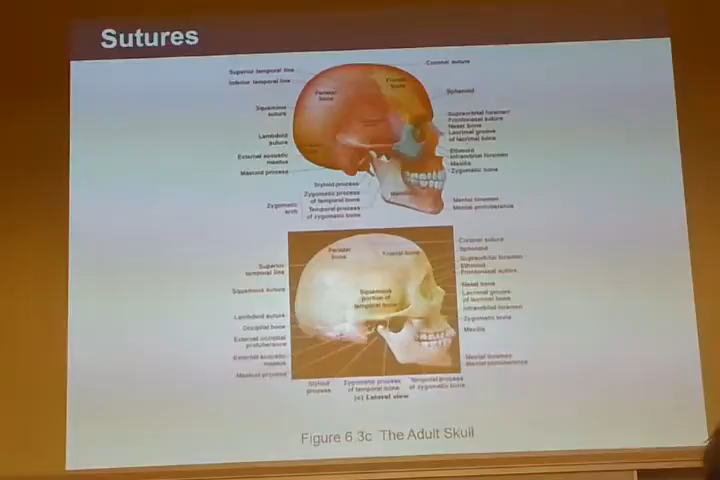 Sutures
Superior temporal line
Inferior temporal line
Squamous
suture
Lambdoid
suture
External acoustic
meatus
Mastoid process
Styloid process
Zygomatic process
of temporal bone
Zygomatic
arch
Temporal process
of zygomatic bone
Parietal
bone
Frontal
bone
Coronal suture
Sphenoid
Supraorbital foramen
Frontonasal suture
Nasal bone
Lacrimal groove
of lacrimal bone
Ethmoid
Infraorbital foramen
Maxilla
Zygomatic bone
Mental foramen
Mental protuberance
Superior
temporal line
Squamous suture
Lambdoid suture
Occipital bone
External occipital
protuberance
External acoustic
meatus
Mastoid process
Parietal
bone
Frontal bone
Squamous
portion of
temporal bone
Coronal suture
Sphenoid
Supraorbital foramen
Ethmoid
Frontonasal suture
Nasal bone
Lacrimal groove
of lacrimal bone
Infraorbital foramen
Zygomatic bone
Maxilla
Mental foramen
Mental protuberance
Styloid
process
Zygomatic process
of temporal bone
Temporal process
of zygomatic bone
(c) Lateral view
Figure 6 3c The Adult Skull